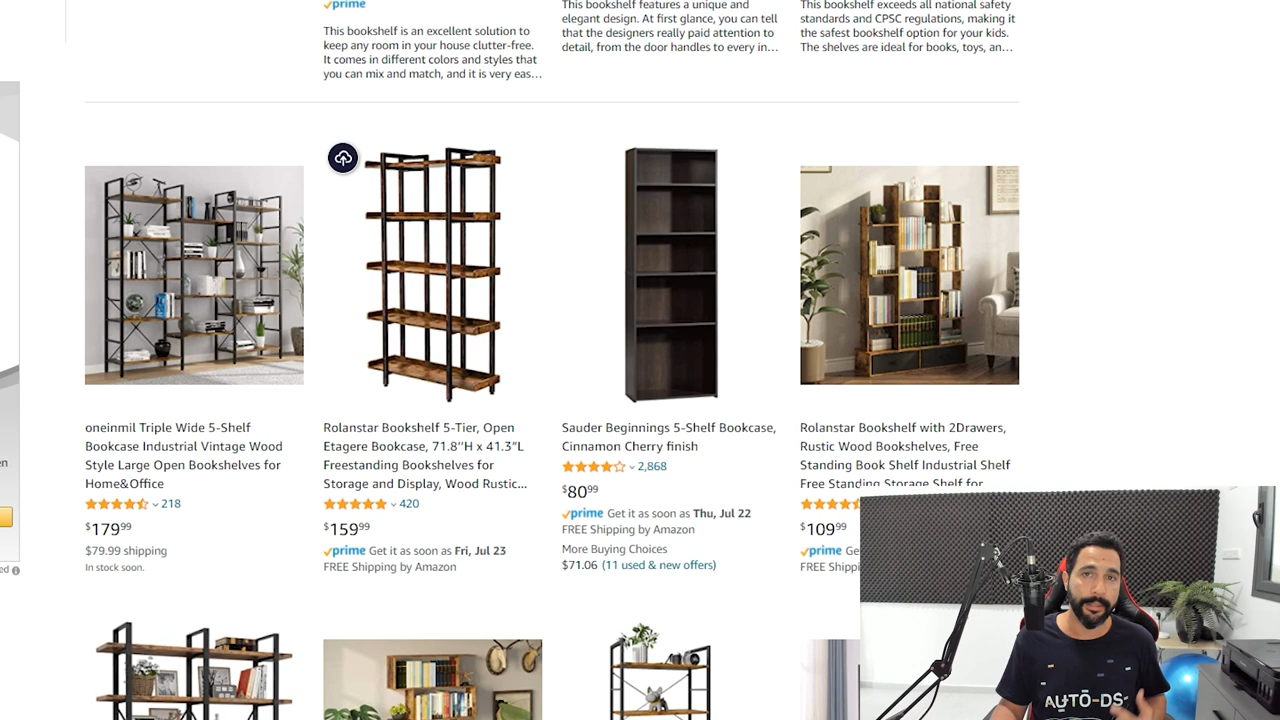 prime
This bookshelf is an excellent solution to
keep any room in your house clutter-free.
It comes in different colors and styles that
you can mix and match, and it is very eas…
This bookshelf features a unique and
elegant design. At first glance, you can tell
that the designers really paid attention to
detail, from the door handles to every in…
This bookshelf exceeds all national safety
standards and CPSC regulations, making it
the safest bookshelf option for your kids.
The shelves are ideal for books, toys, an…
oneinmil Triple Wide 5-Shelf
Bookcase Industrial Vintage Wood
Style Large Open Bookshelves for
Home&Office
218
$179.99
$79.99 shipping
In stock soon.
Rolanstar Bookshelf 5-Tier, Open
Etagere Bookcase, 71.8’’H x 41.3”L
Freestanding Bookshelves for
Storage and Display, Wood Rustic…
420
$159.99
prime Get it as soon as Fri, Jul 23
FREE Shipping by Amazon
Sauder Beginnings 5-Shelf Bookcase,
Cinnamon Cherry finish
2,868
$80.99
prime Get it as soon as Thu, Jul 22
FREE Shipping by Amazon
More Buying Choices
$71.06 (11 used & new offers)
Rolanstar Bookshelf with 2Drawers,
Rustic Wood Bookshelves, Free
Standing Book Shelf Industrial Shelf
Free Standing Storage Shelf for
$109.99
prime Ge
FREE Shipp
AUTO-DS